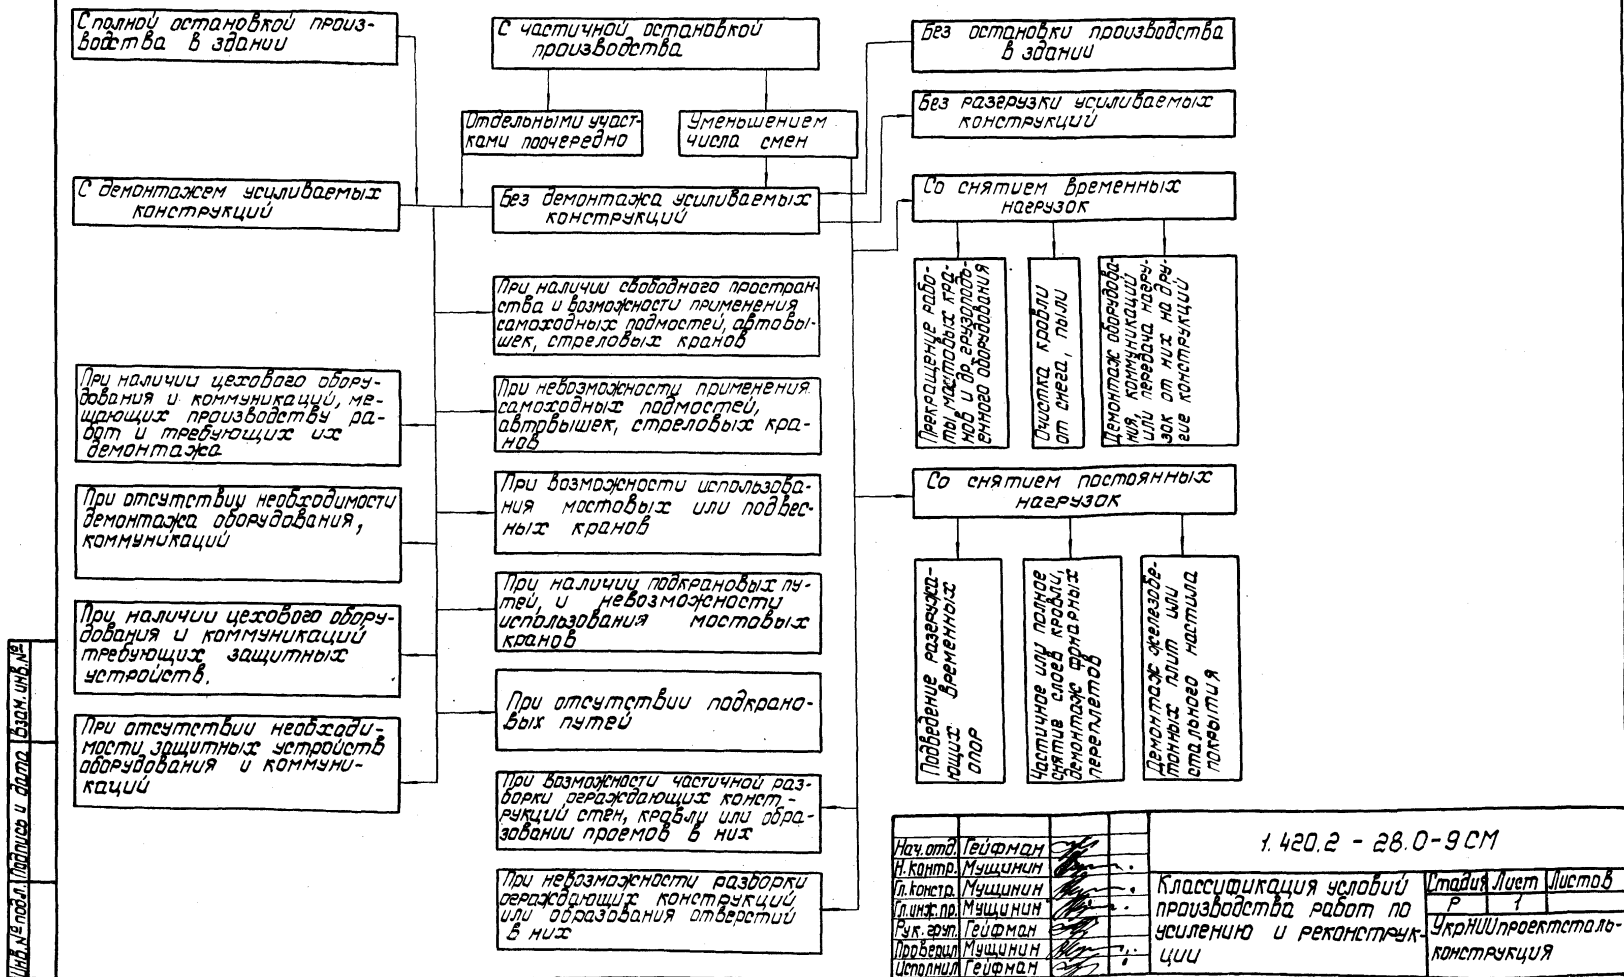 С полной остановкой произ-
водства в здании
С частичной остановкой
производства
Без остановки производства
в здании
Отдельными участ-
ками поочередно
Уменьшением
числа смен
Без разгрузки усиливаемых
конструкций
С демонтажем усиливаемых
конструкций
Без демонтажа усиливаемых
конструкций
Со снятием временных
нагрузок
При наличии свободного простран-
ства и возможности применения
самоходных подмостей, автовы-
шек, стреловых кранов
Прекращение рабо-
ты мостовых кра-
нов и др. грузоподъ-
емного оборудования
Очистка кровли
от снега, пыли
Демонтаж оборудова-
ния, коммуникаций
или передача нагру-
зок от них на дру-
гие конструкций
При наличии цехового обору-
дования и коммуникаций, ме-
шающих производству ра-
бот и требующих их
демонтажа
При невозможности применения
самоходных подмостей,
автовышек, стреловых кра-
нов
При возможности использова-
ния мостовых или подвес-
ных кранов
Со снятием постоянных
нагрузок
При отсутствии необходимости
демонтажа оборудования,
коммуникаций
При наличии подкрановых пу-
тей, и невозможности
использования мостовых
кранов
Подведение разгружа-
ющих временных
опор
Частичное или полное
снятие слоев кровли,
демонтаж фонарных
переплетов
Демонтаж железобе-
тонных плит или
стального настила
покрытия
При наличии цехового обору-
дования и коммуникаций
требующих защитных
устройств.
При отсутствии подкрано-
вых путей
При отсутствии необходи-
мости защитных устройств
оборудования и коммуни-
каций
При возможности частичной раз-
борки ограждающих конст-
рукций стен, кровли или обра-
зовании проемов в них
При невозможности разборки
ограждающих конструкций
или образования отверстий
в них
Инв.№ подл. Подпись и дата Взам. инв.№
Нач.отд. Гейфман
Н.контр. Мущинин
Гл.констр. Мущинин
Гл.инж.пр. Мущинин
Рук.груп. Гейфман
Проверил Мущинин
Исполнил Гейфман
1.420.2 - 28.0-9 СМ
Классификация условий
производства работ по
усилению и реконструк-
ции
Стадия Лист Листов
Р 1
УкрНИИпроектсталь-
конструкция